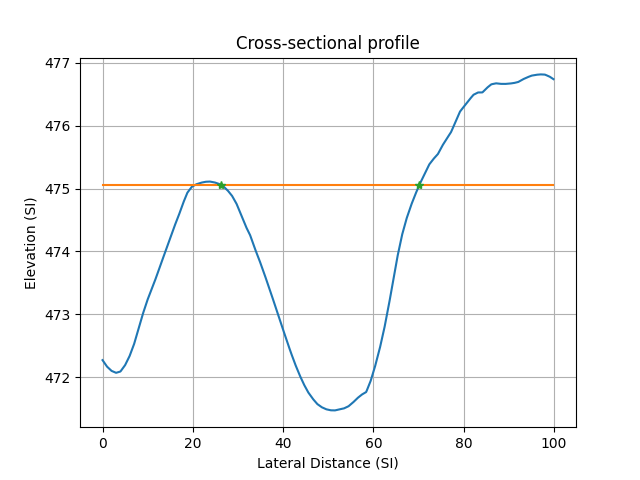 Cross-sectional profile
477
476
475
474
473
472
Elevation (SI)
0 20 40 60 80 100
Lateral Distance (SI)